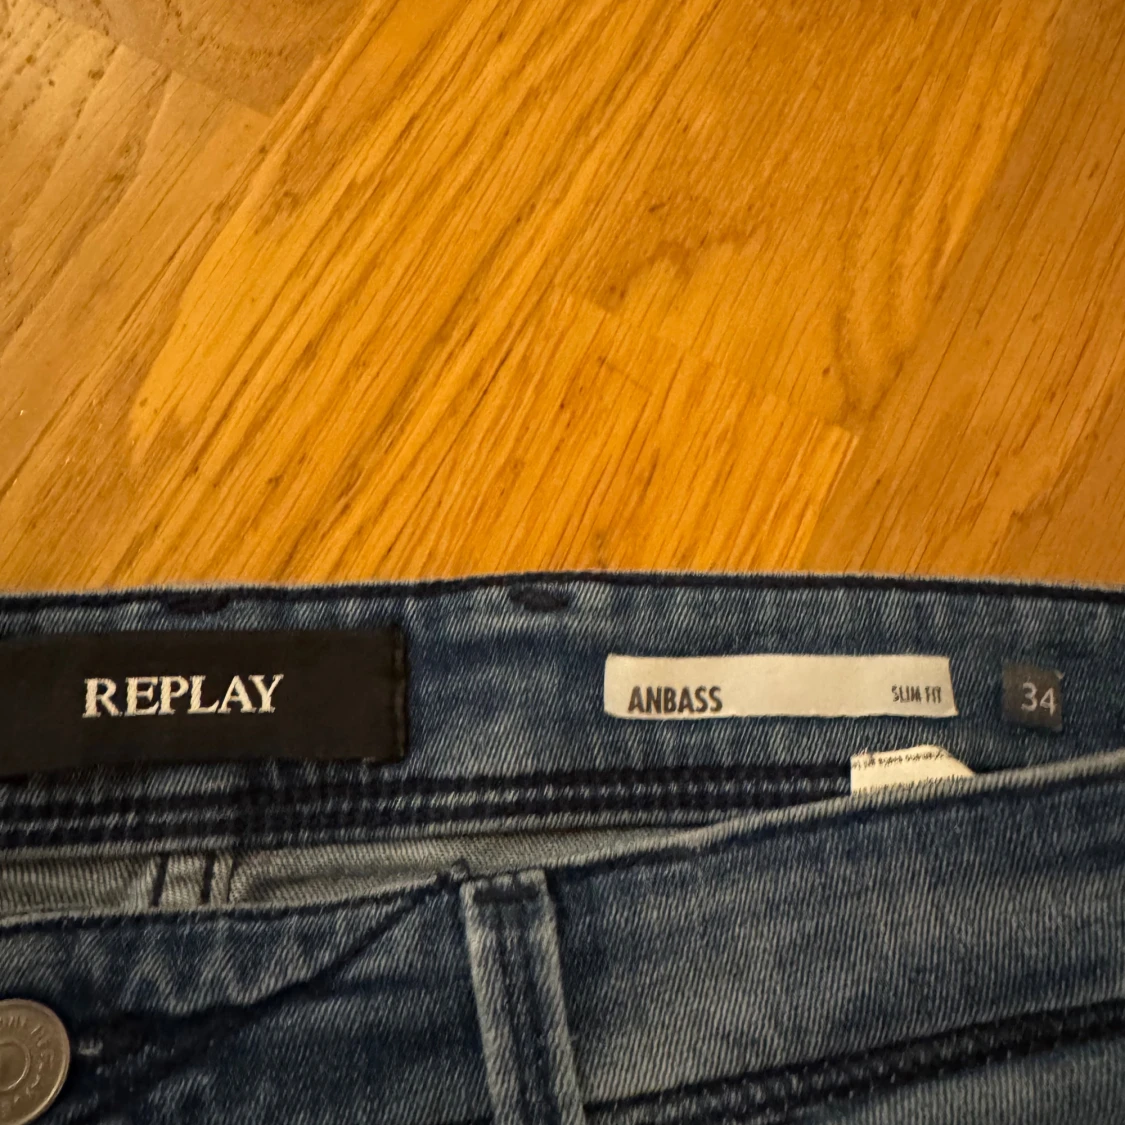 REPLAY
ANBASS
SLIM FIT
34